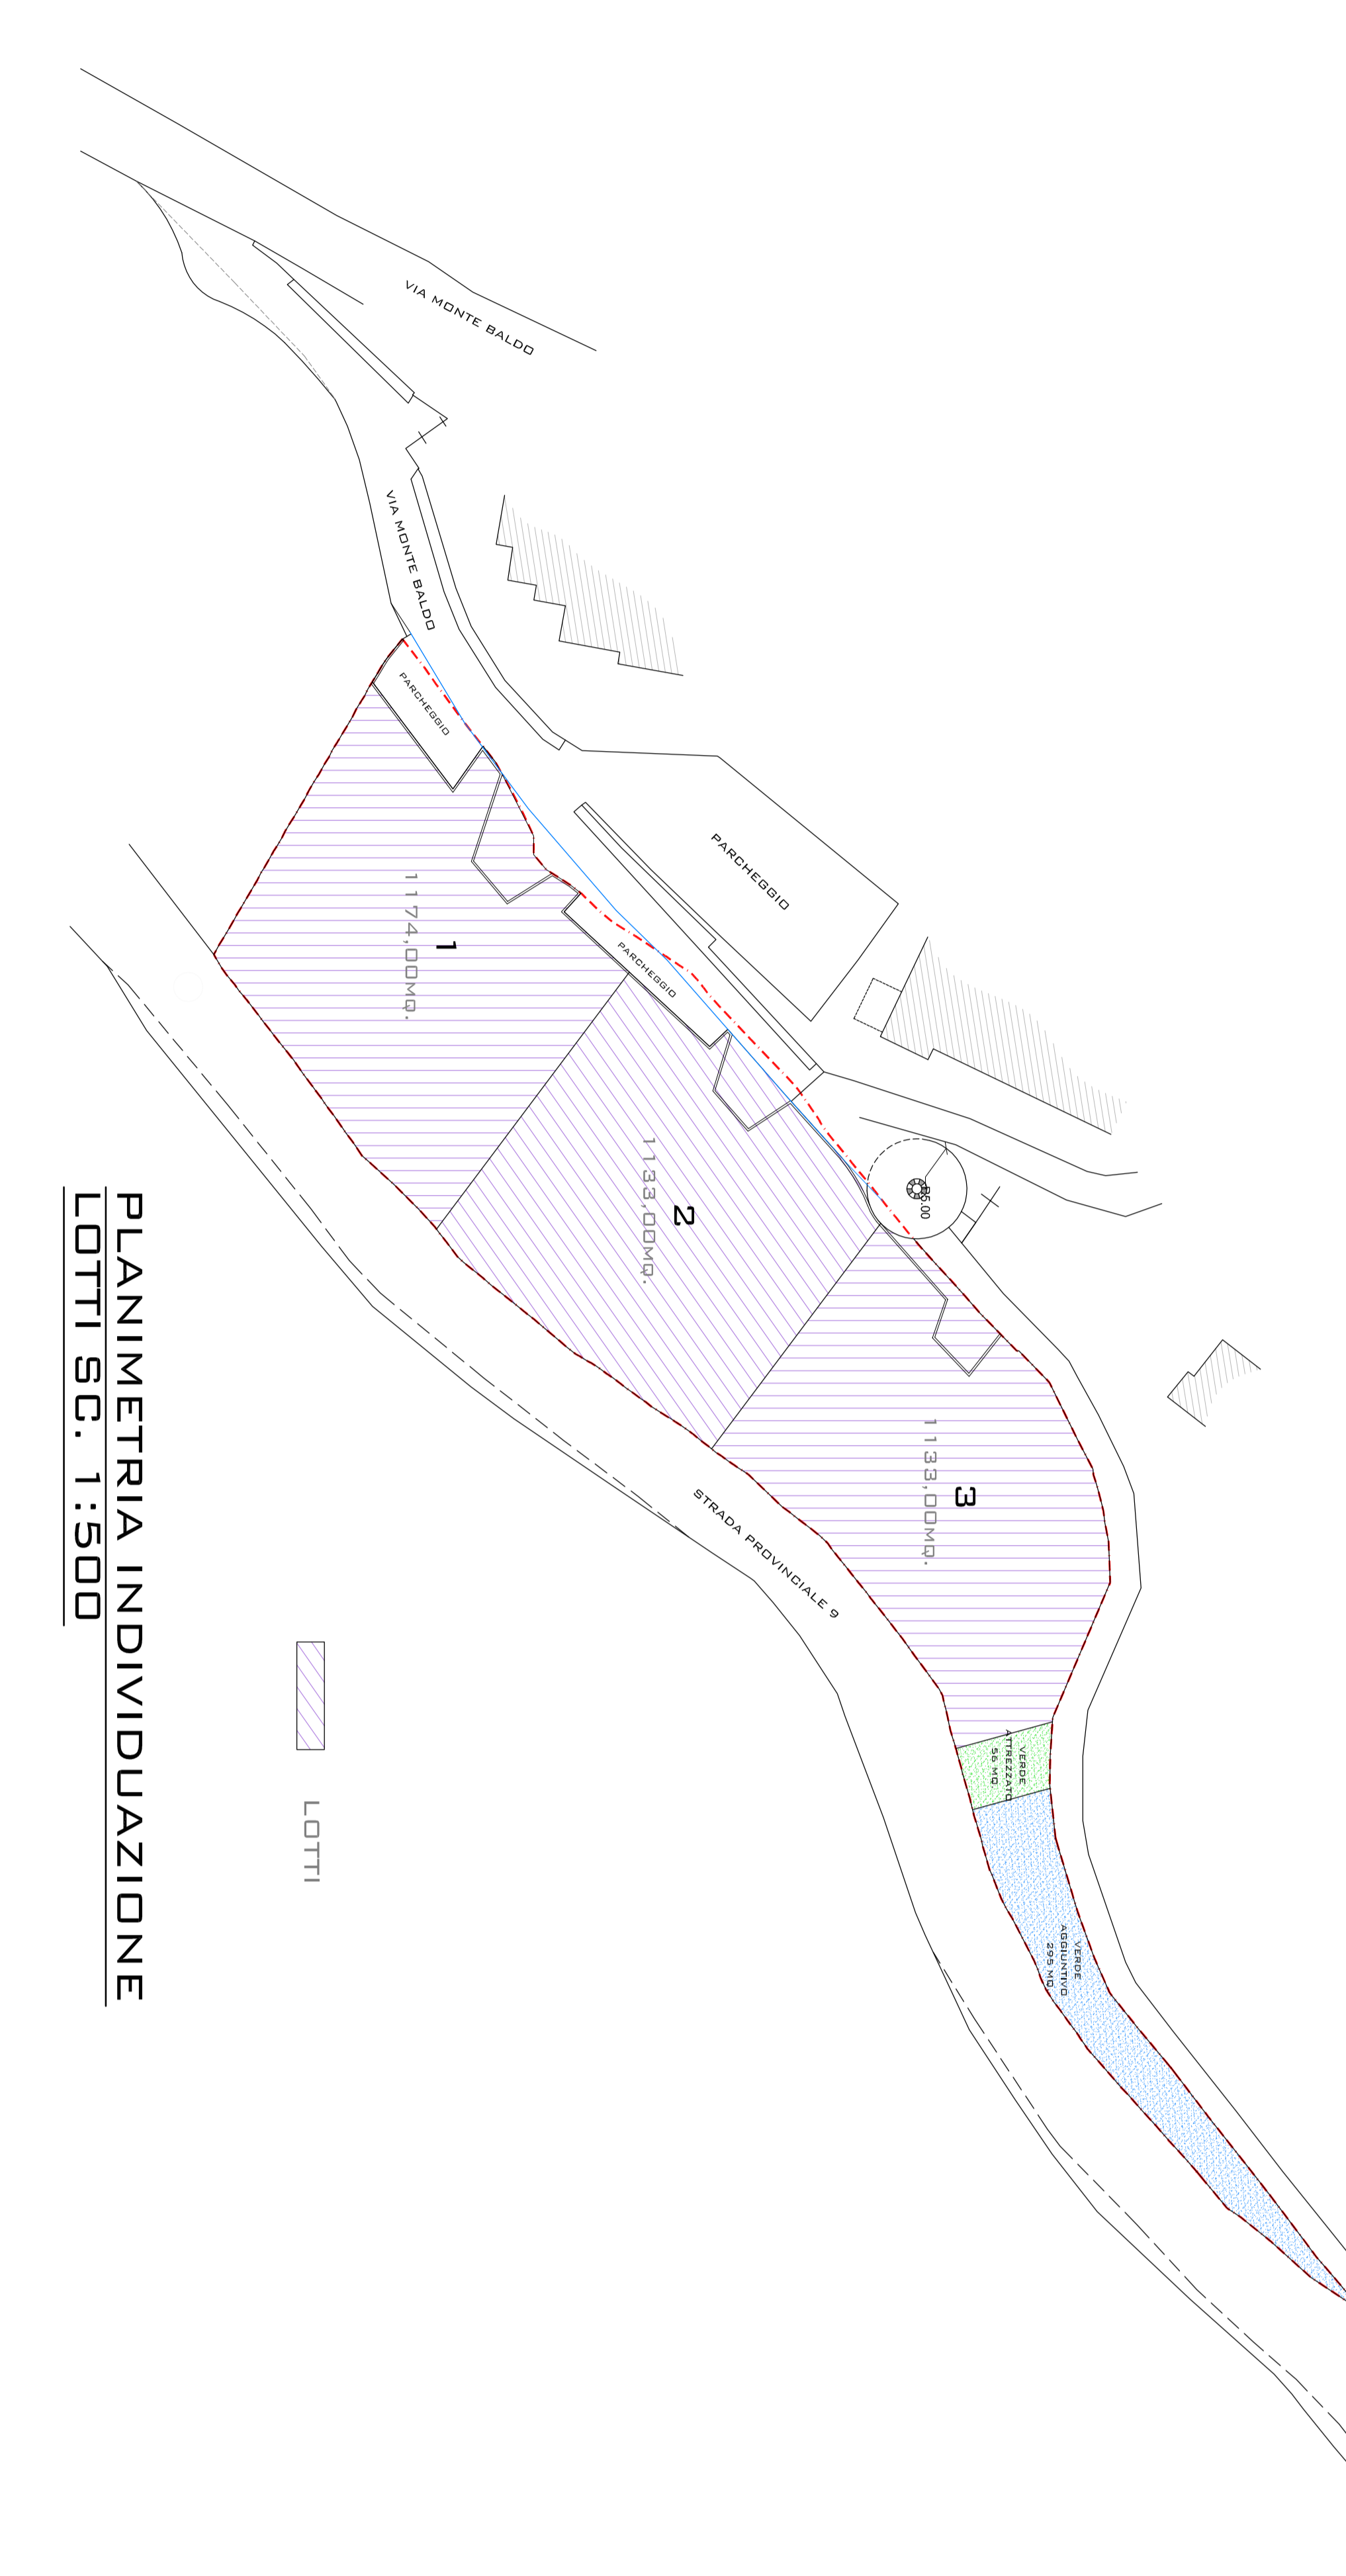 VIA MONTE BALDO
VIA MONTE BALDO
PARCHEGGIO
PARCHEGGIO
PARCHEGGIO
1
1174,00MQ.
2
1133,00MQ.
3
1133,00MQ.
R5.00
STRADA PROVINCIALE 9
VERDE
ATTREZZATO
56 MQ.
VERDE
AGGIUNTIVO
295 MQ.
LOTTI
PLANIMETRIA INDIVIDUAZIONE
LOTTI SC. 1:500